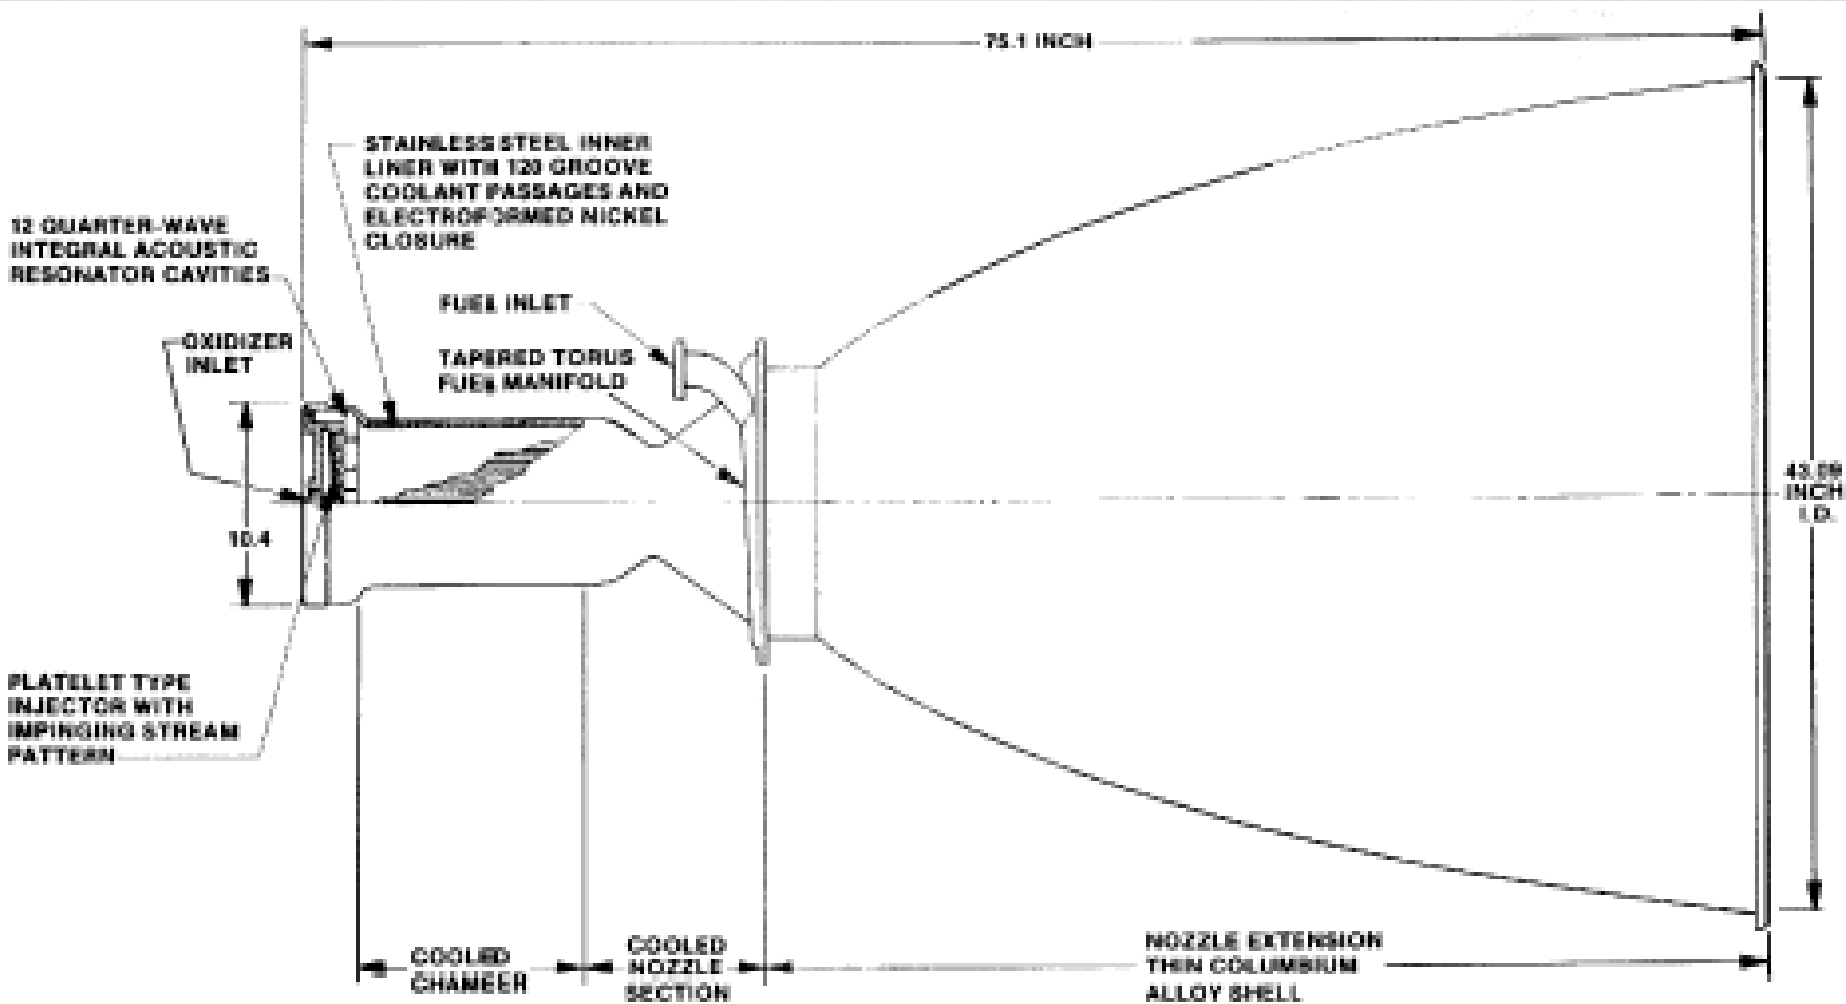 75.1 INCH
STAINLESS STEEL INNER
LINER WITH 120 GROOVE
COOLANT PASSAGES AND
ELECTROFORMED NICKEL
CLOSURE
12 QUARTER-WAVE
INTEGRAL ACOUSTIC
RESONATOR CAVITIES
FUEL INLET
OXIDIZER
INLET
TAPERED TORUS
FUEL MANIFOLD
10.4
43.09
INCH
I.D.
PLATELET TYPE
INJECTOR WITH
IMPINGING STREAM
PATTERN
COOLED
CHAMBER
COOLED
NOZZLE
SECTION
NOZZLE EXTENSION
THIN COLUMBIUM
ALLOY SHELL